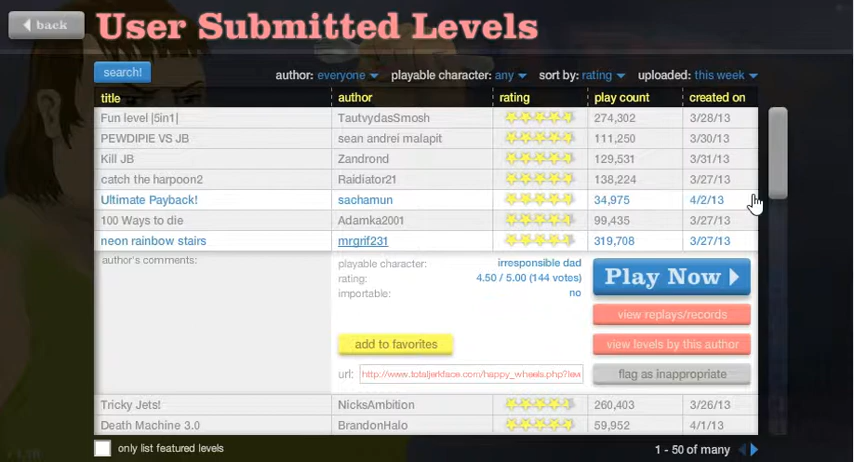 back
User Submitted Levels
search!
author: everyone playable character: any sort by: rating uploaded: this week
title author rating play count created on
Fun level |5in1| TautvydasSmosh 274,302 3/28/13
PEWDIPIE VS JB sean andrei malapit 111,250 3/30/13
Kill JB Zandrond 129,531 3/31/13
catch the harpoon2 Raidiator21 138,224 3/27/13
Ultimate Payback! sachamun 34,975 4/2/13
100 Ways to die Adamka2001 99,435 3/27/13
neon rainbow stairs mrgrif231 319,708 3/27/13
author's comments:
playable character: irresponsible dad
rating: 4.50 / 5.00 (144 votes)
importable: no
Play Now
view replays/records
add to favorites
view levels by this author
url: http://www.totaljerkface.com/happy_wheels.php?lev
flag as inappropriate
Tricky Jets! NicksAmbition 260,403 3/26/13
Death Machine 3.0 BrandonHalo 59,952 4/1/13
only list featured levels
1 - 50 of many